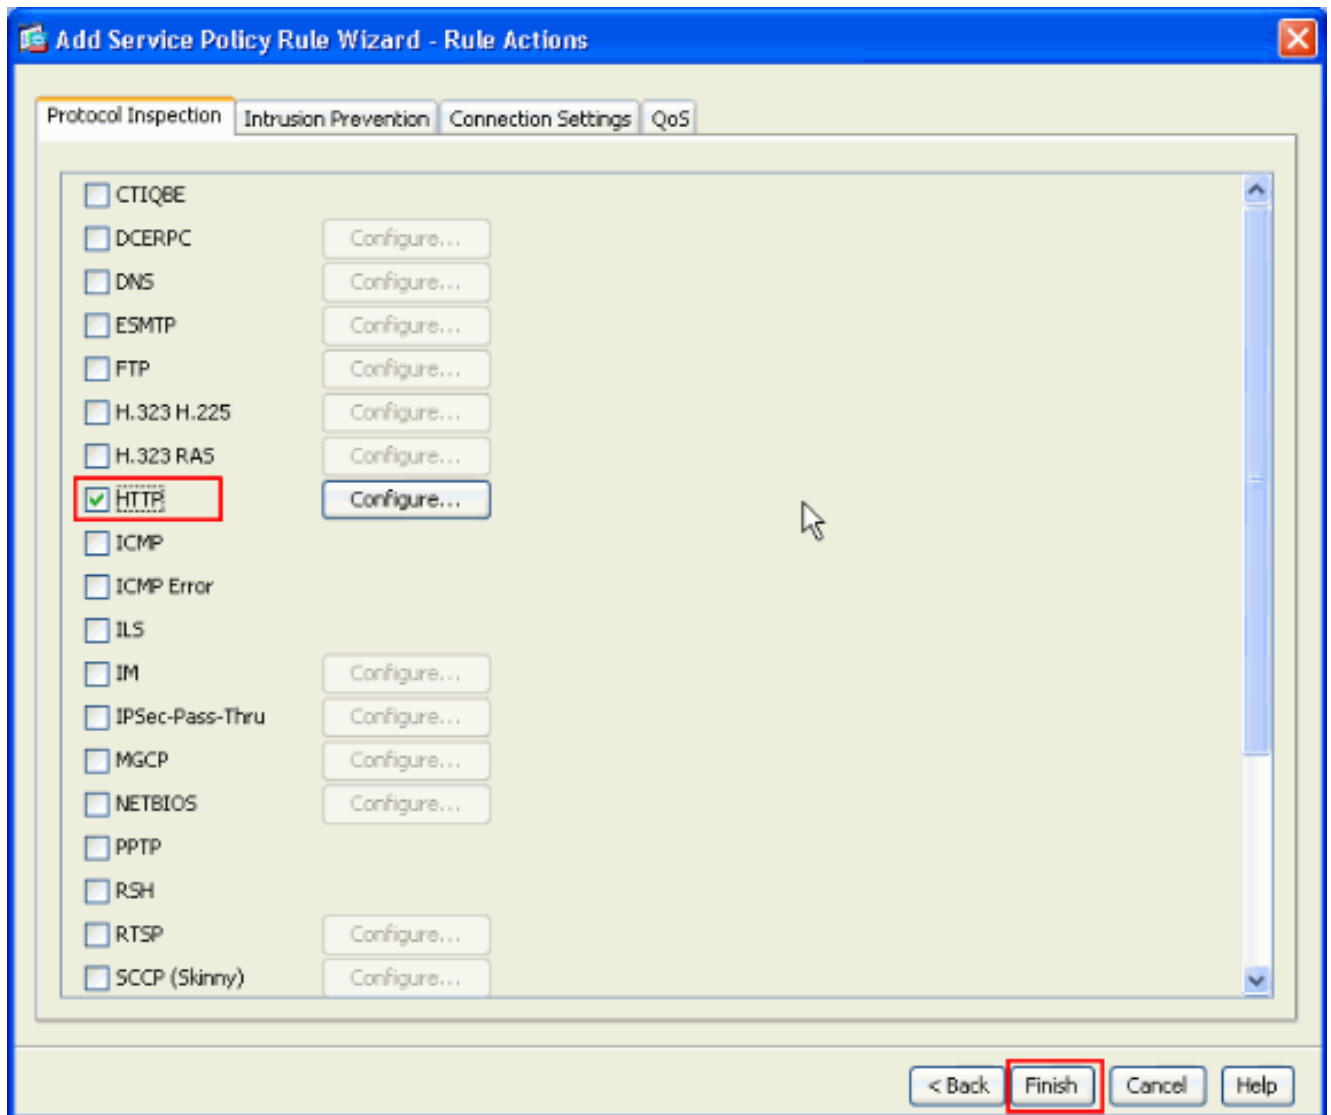 Add Service Policy Rule Wizard - Rule Actions
Protocol Inspection Intrusion Prevention Connection Settings QoS
CTIQBE
DCERPC Configure...
DNS Configure...
ESMTP Configure...
FTP Configure...
H.323 H.225 Configure...
H.323 RAS Configure...
HTTP Configure...
ICMP
ICMP Error
ILS
IM Configure...
IPSec-Pass-Thru Configure...
MGCP Configure...
NETBIOS Configure...
PPTP
RSH
RTSP Configure...
SCCP (Skinny) Configure...
< Back Finish Cancel Help